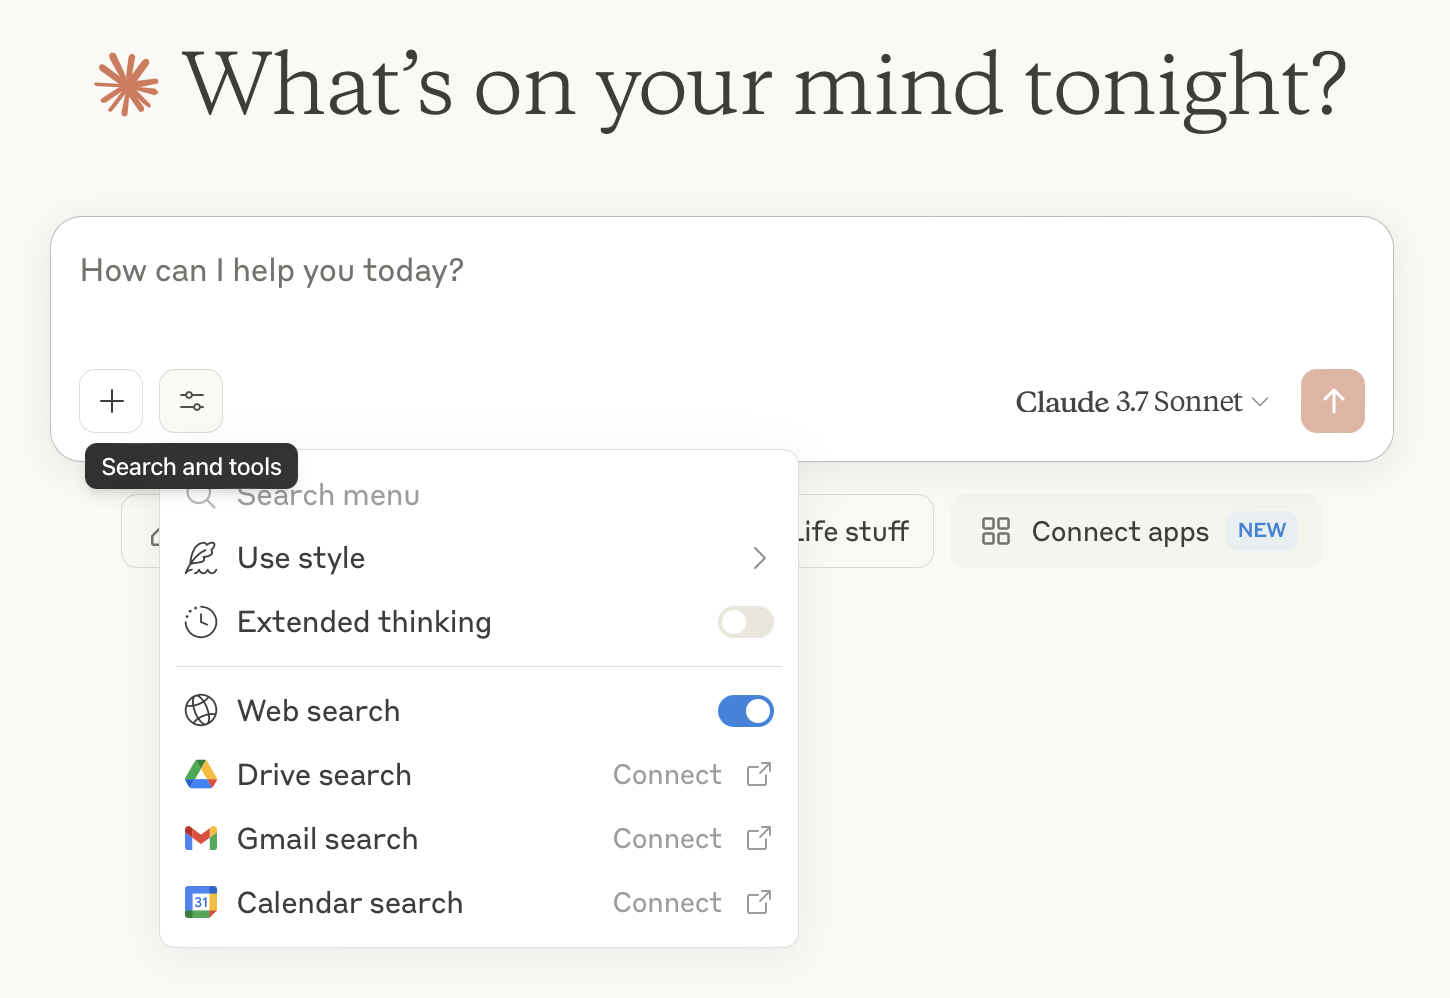 What's on your mind tonight?
How can I help you today?
Claude 3.7 Sonnet
Search and tools
Search menu
Use style
Extended thinking
Web search
Drive search Connect
Gmail search Connect
31
Calendar search Connect
Life stuff
Connect apps NEW